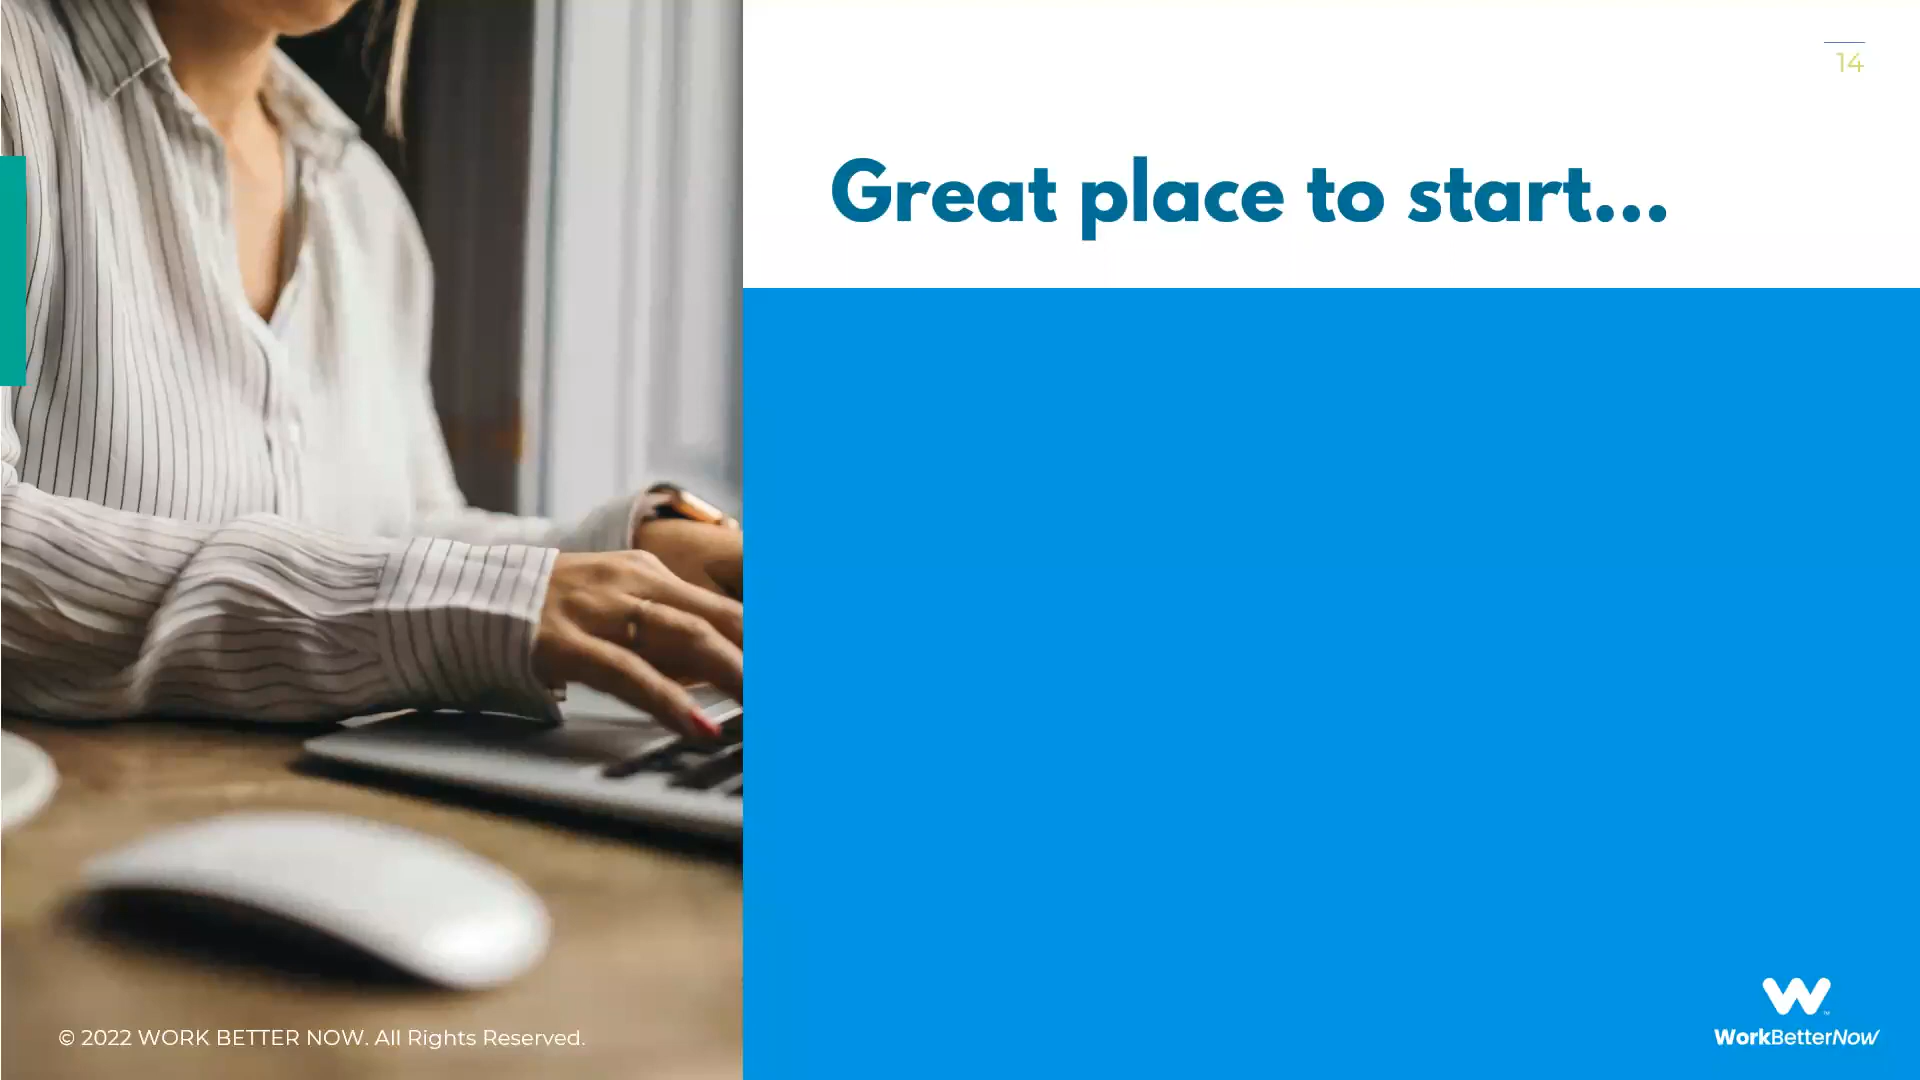 14
Great place to start...
© 2022 WORK BETTER NOW. All Rights Reserved.
WorkBetterNow